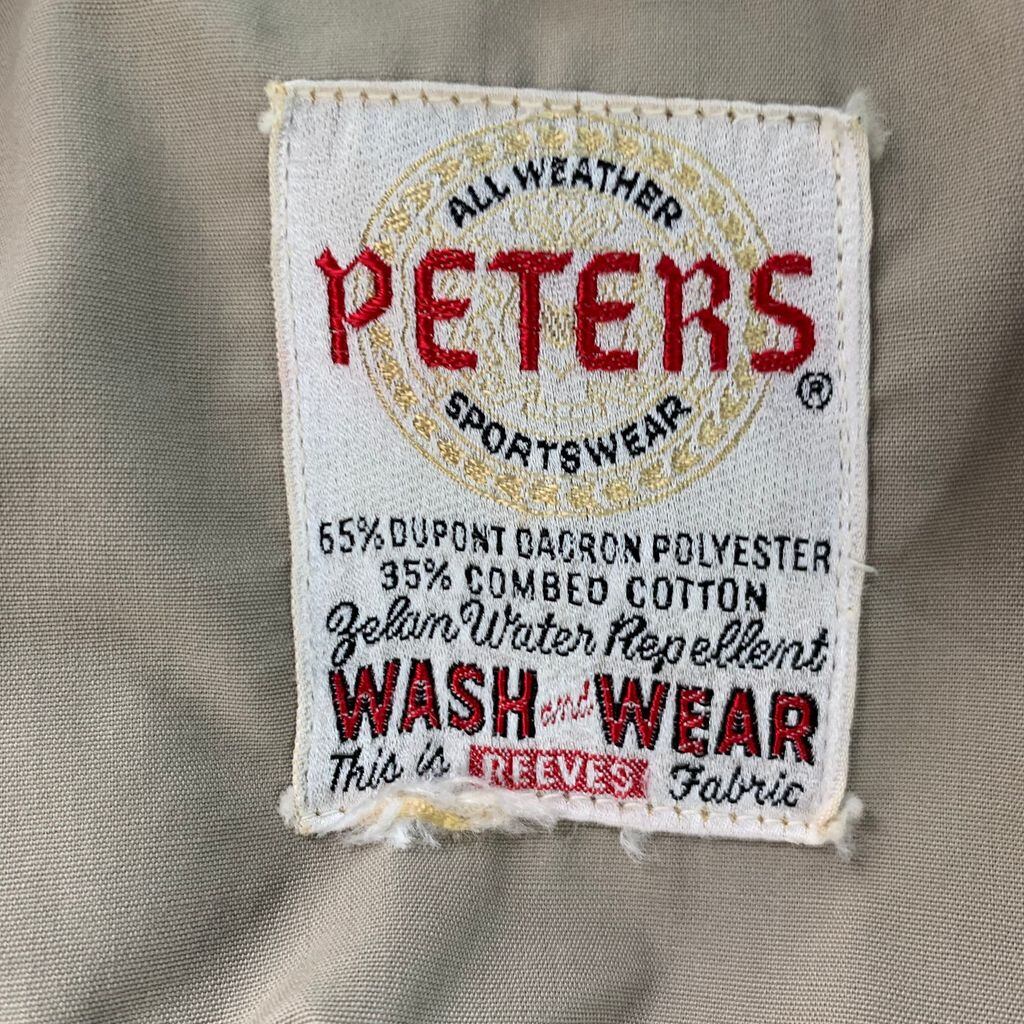 ALL WEATHER
PETERS
®
SPORTSWEAR
65% DUPONT DACRON POLYESTER
35% COMBED COTTON
Zelan Water Repellent
WASH and WEAR
This is REEVES Fabric